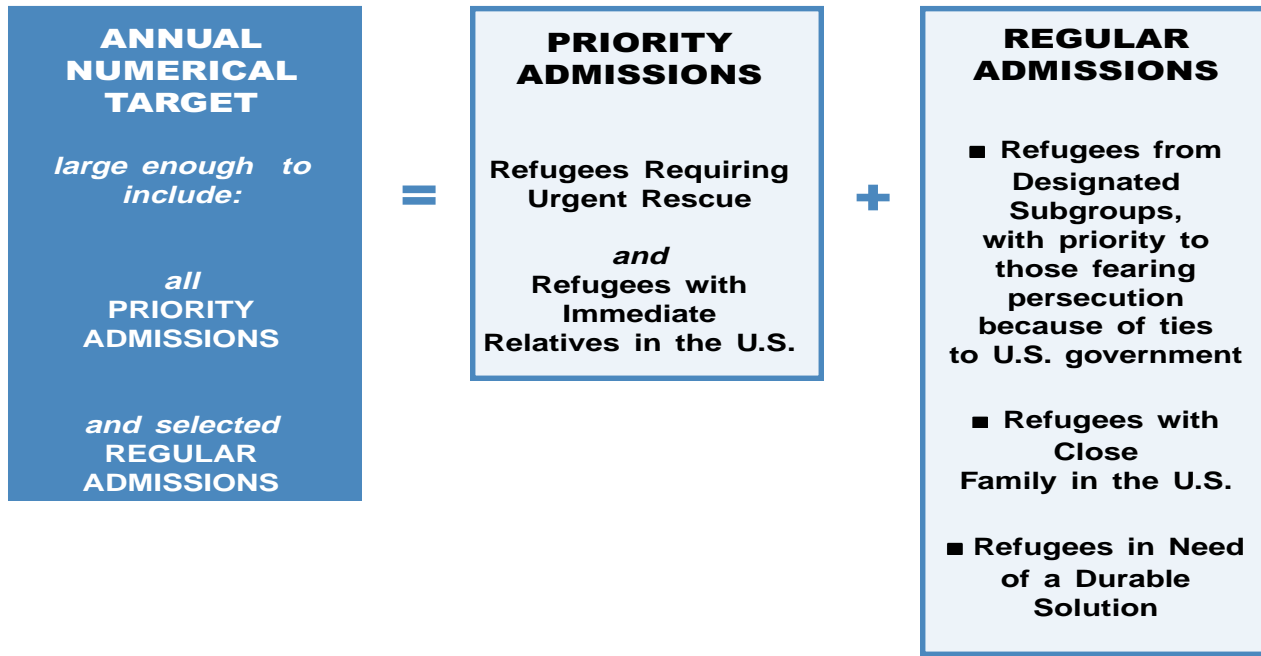 ANNUAL
NUMERICAL
TARGET
large enough to
include:
all
PRIORITY
ADMISSIONS
and selected
REGULAR
ADMISSIONS
=
PRIORITY
ADMISSIONS
Refugees Requiring
Urgent Rescue
and
Refugees with
Immediate
Relatives in the U.S.
+
REGULAR
ADMISSIONS
■ Refugees from
Designated
Subgroups,
with priority to
those fearing
persecution
because of ties
to U.S. government
■ Refugees with
Close
Family in the U.S.
■ Refugees in Need
of a Durable
Solution